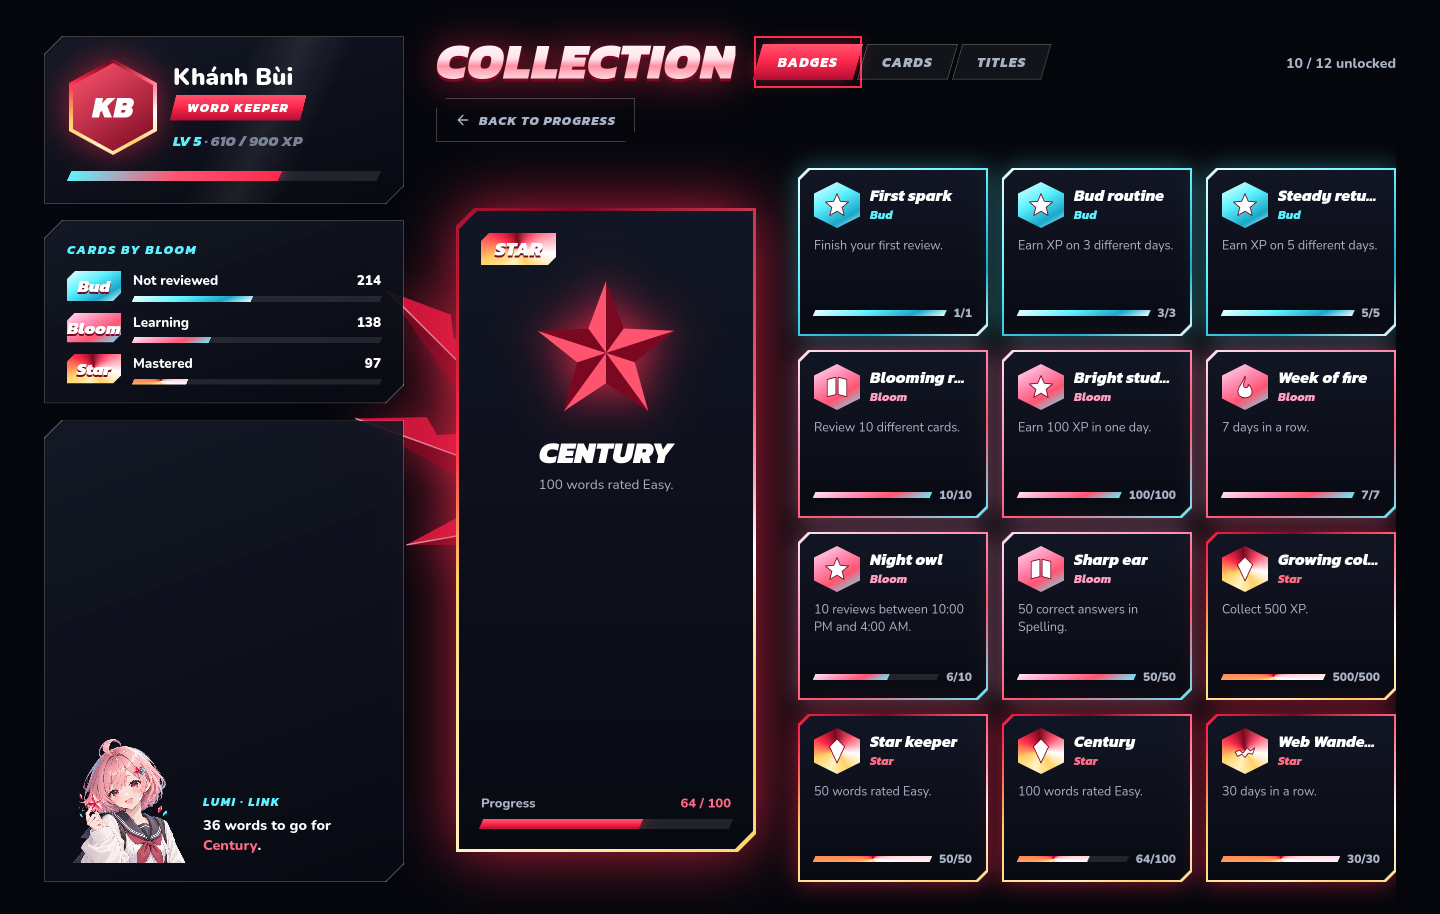 KB
Khánh Bùi
WORD KEEPER
LV 5 · 610 / 900 XP
CARDS BY BLOOM
Bud Not reviewed 214
Bloom Learning 138
Star Mastered 97
LUMI · LINK
36 words to go for
Century.
COLLECTION
BADGES CARDS TITLES
10 / 12 unlocked
← BACK TO PROGRESS
STAR
CENTURY
100 words rated Easy.
Progress 64 / 100
First spark
Bud
Finish your first review.
1/1
Bud routine
Bud
Earn XP on 3 different days.
3/3
Steady retu...
Bud
Earn XP on 5 different days.
5/5
Blooming r...
Bloom
Review 10 different cards.
10/10
Bright stud...
Bloom
Earn 100 XP in one day.
100/100
Week of fire
Bloom
7 days in a row.
7/7
Night owl
Bloom
10 reviews between 10:00
PM and 4:00 AM.
6/10
Sharp ear
Bloom
50 correct answers in
Spelling.
50/50
Growing col...
Star
Collect 500 XP.
500/500
Star keeper
Star
50 words rated Easy.
50/50
Century
Star
100 words rated Easy.
64/100
Web Wande...
Star
30 days in a row.
30/30